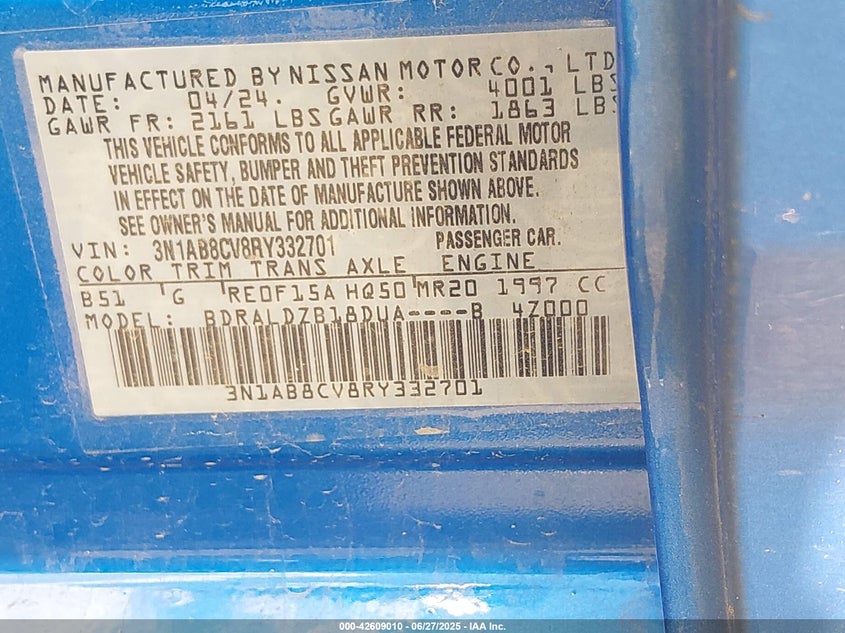 MANUFACTURED BY NISSAN MOTOR CO., LTD
DATE: 04/24. GVWR: 4001 LBS
GAWR FR: 2161 LBS GAWR RR: 1863 LBS
THIS VEHICLE CONFORMS TO ALL APPLICABLE FEDERAL MOTOR
VEHICLE SAFETY, BUMPER AND THEFT PREVENTION STANDARDS
IN EFFECT ON THE DATE OF MANUFACTURE SHOWN ABOVE.
SEE OWNER'S MANUAL FOR ADDITIONAL INFORMATION.
VIN: 3N1AB8CV8RY332701 PASSENGER CAR.
COLOR TRIM TRANS AXLE ENGINE
B51 G RE0F15A HQ50 MR20 1997 CC
MODEL: BDRALDZB18DUA----B 4Z000
3N1AB8CV8RY332701
000-42609010 - 06/27/2025 - IAA Inc.